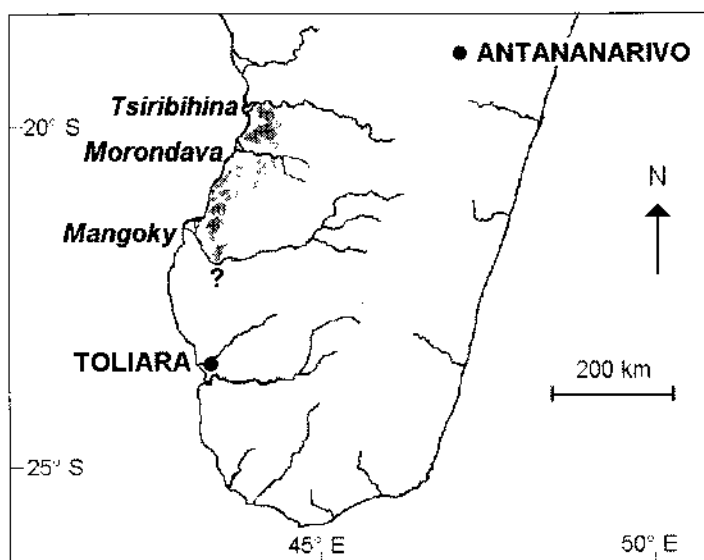 ANTANANARIVO
Tsiribihina
20° S
Morondava
N
Mangoky
?
TOLIARA
200 km
25° S
45° E
50° E